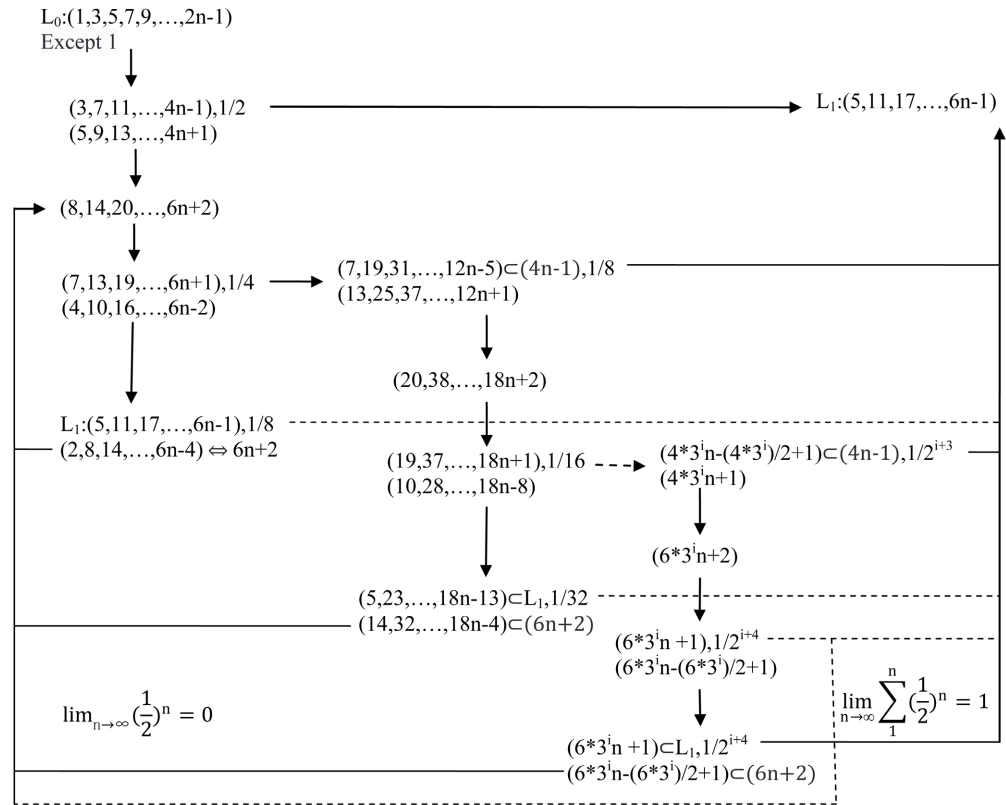 L₀:(1,3,5,7,9,…,2n-1)
Except 1
(3,7,11,…,4n-1),1/2
(5,9,13,…,4n+1)
L₁:(5,11,17,…,6n-1)
(8,14,20,…,6n+2)
(7,13,19,…,6n+1),1/4
(4,10,16,…,6n-2)
(7,19,31,…,12n-5)⊂(4n-1),1/8
(13,25,37,…,12n+1)
(20,38,…,18n+2)
L₁:(5,11,17,…,6n-1),1/8
(2,8,14,…,6n-4)⇔6n+2
(19,37,…,18n+1),1/16
(10,28,…,18n-8)
(4*3ⁱn-(4*3ⁱ)/2+1)⊂(4n-1),1/2ⁱ⁺³
(4*3ⁱn+1)
(6*3ⁱn+2)
(5,23,…,18n-13)⊂L₁,1/32
(14,32,…,18n-4)⊂(6n+2)
(6*3ⁱn +1),1/2ⁱ⁺⁴
(6*3ⁱn-(6*3ⁱ)/2+1)
limₙ→∞(1/2)ⁿ = 0
lim n→∞ ∑ 1 n (1/2)ⁿ = 1
(6*3ⁱn +1)⊂L₁,1/2ⁱ⁺⁴
(6*3ⁱn-(6*3ⁱ)/2+1)⊂(6n+2)